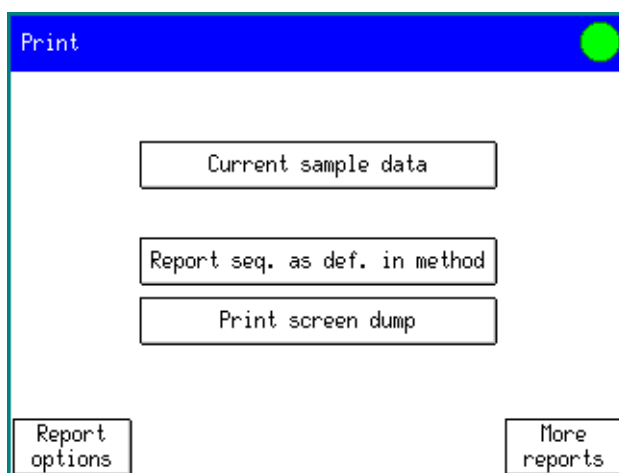 Print
Current sample data
Report seq. as def. in method
Print screen dump
Report
options
More
reports